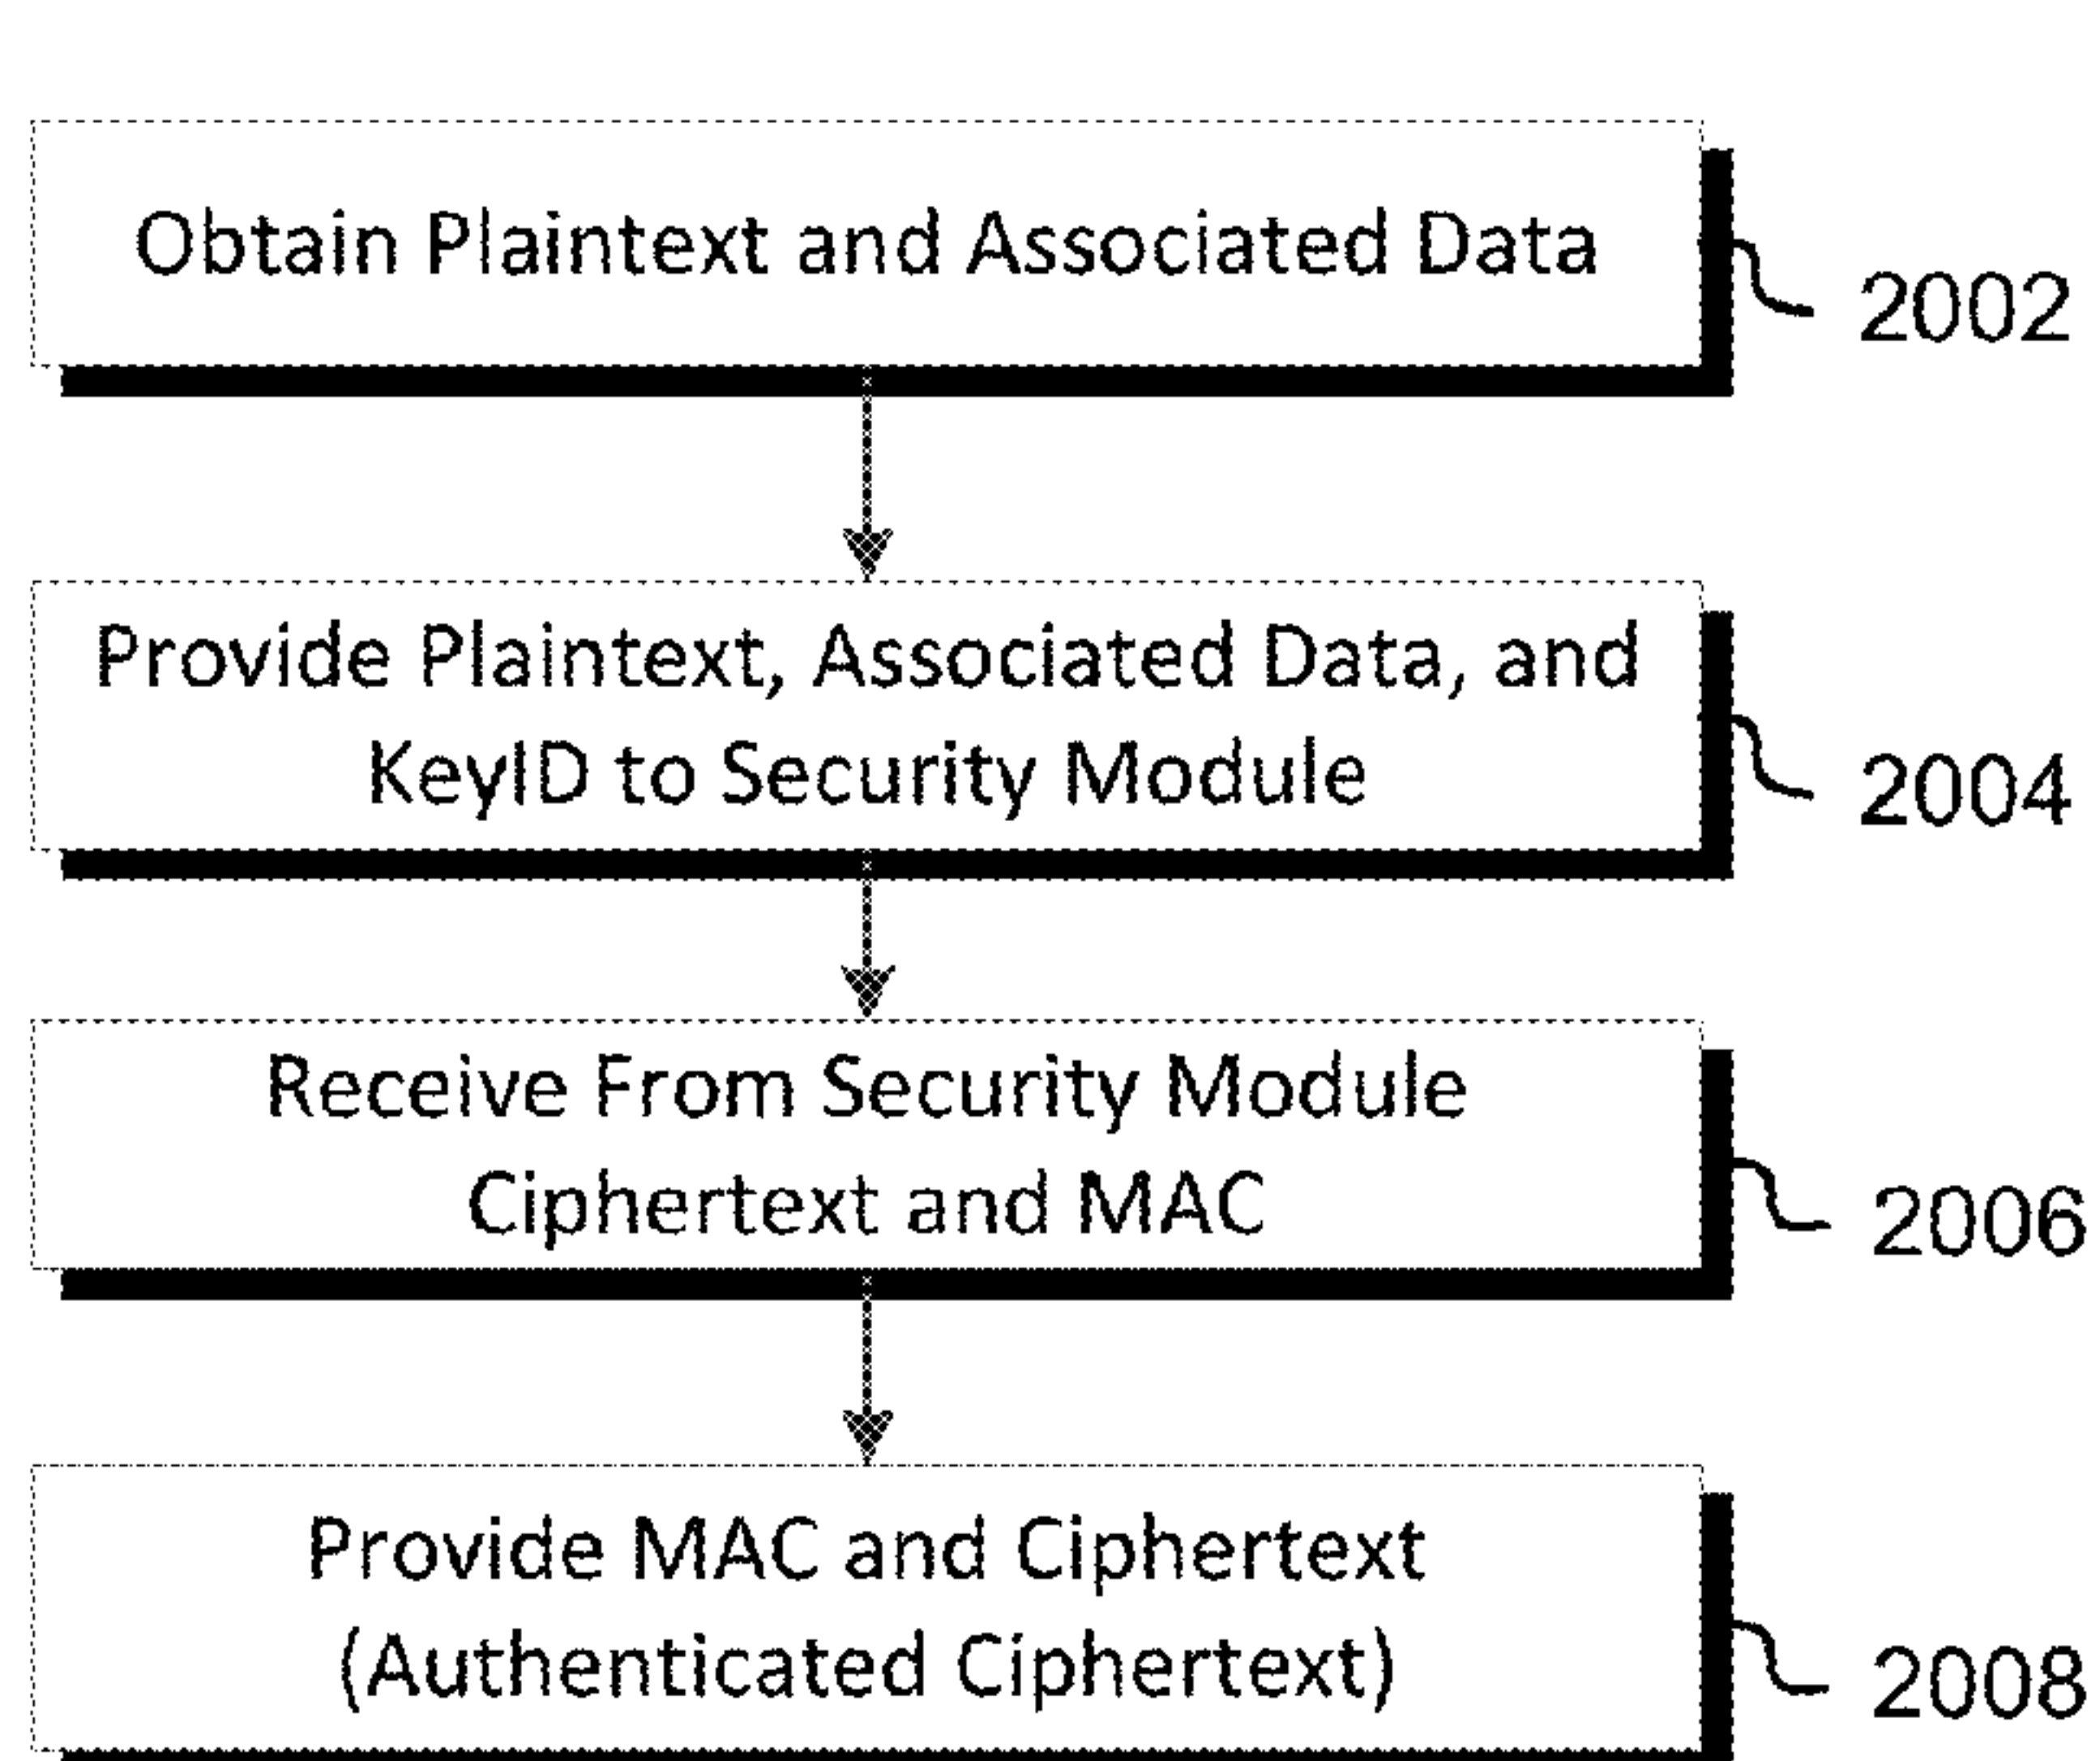 Obtain Plaintext and Associated Data
2002
Provide Plaintext, Associated Data, and
KeyID to Security Module
2004
Receive From Security Module
Ciphertext and MAC
2006
Provide MAC and Ciphertext
(Authenticated Ciphertext)
2008